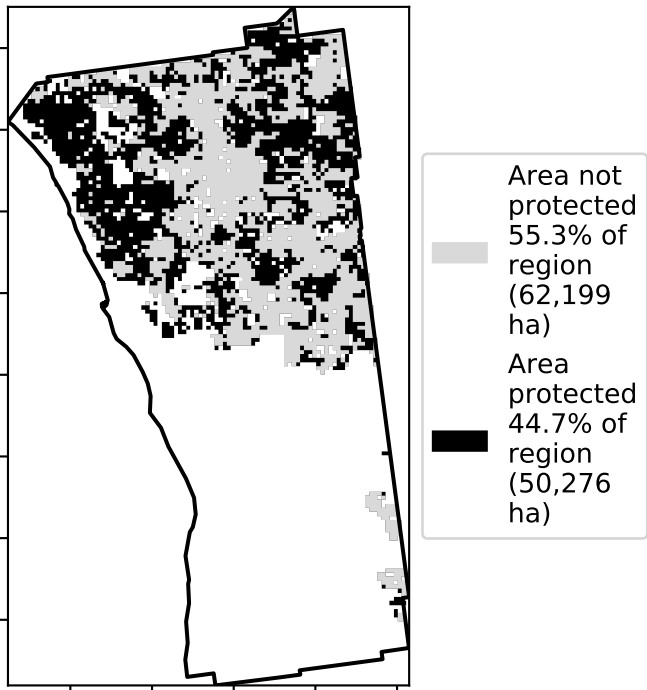 Area not
protected
55.3% of
region
(62,199
ha)
Area
protected
44.7% of
region
(50,276
ha)